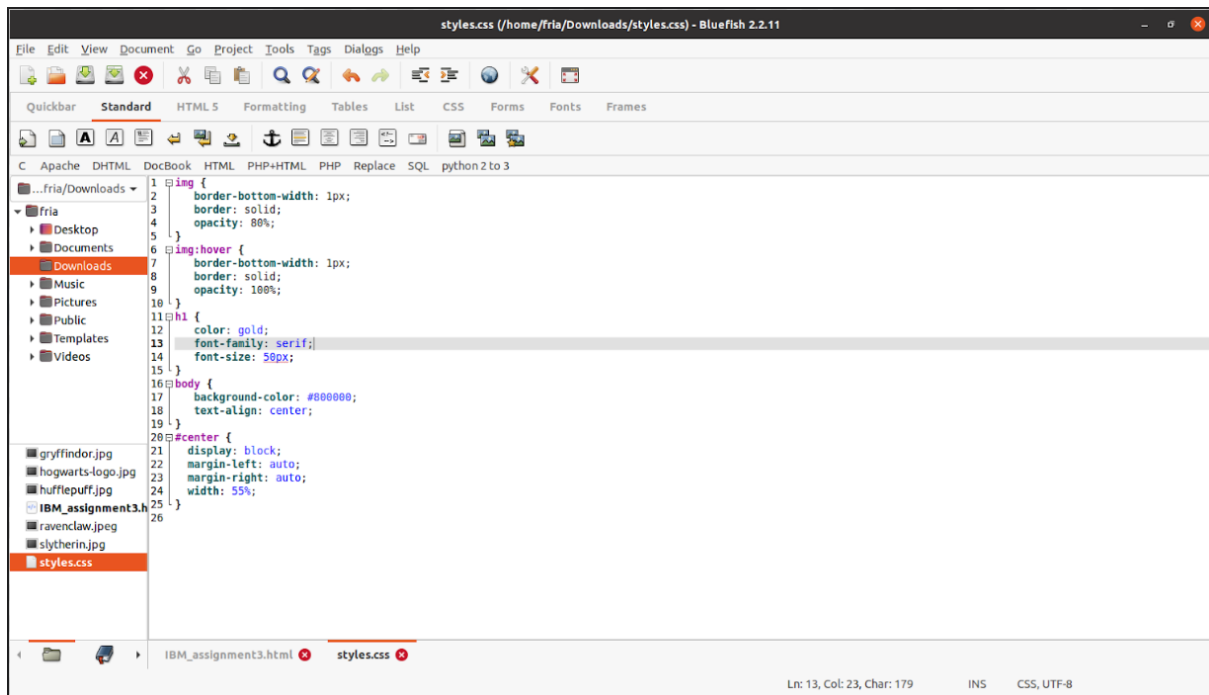 styles.css (/home/fria/Downloads/styles.css) - Bluefish 2.2.11
File Edit View Document Go Project Tools Tags Dialogs Help
Quickbar Standard HTML 5 Formatting Tables List CSS Forms Fonts Frames
C Apache DHTML DocBook HTML PHP+HTML PHP Replace SQL python 2 to 3
...fria/Downloads
fria
Desktop
Documents
Downloads
Music
Pictures
Public
Templates
Videos
gryffindor.jpg
hogwarts-logo.jpg
hufflepuff.jpg
IBM_assignment3.h
ravenclaw.jpeg
slytherin.jpg
styles.css
1 img {
2 border-bottom-width: 1px;
3 border: solid;
4 opacity: 80%;
5 }
6 img:hover {
7 border-bottom-width: 1px;
8 border: solid;
9 opacity: 100%;
10 }
11 h1 {
12 color: gold;
13 font-family: serif;
14 font-size: 50px;
15 }
16 body {
17 background-color: #800000;
18 text-align: center;
19 }
20 #center {
21 display: block;
22 margin-left: auto;
23 margin-right: auto;
24 width: 55%;
25 }
26
IBM_assignment3.html styles.css
Ln: 13, Col: 23, Char: 179 INS CSS, UTF-8